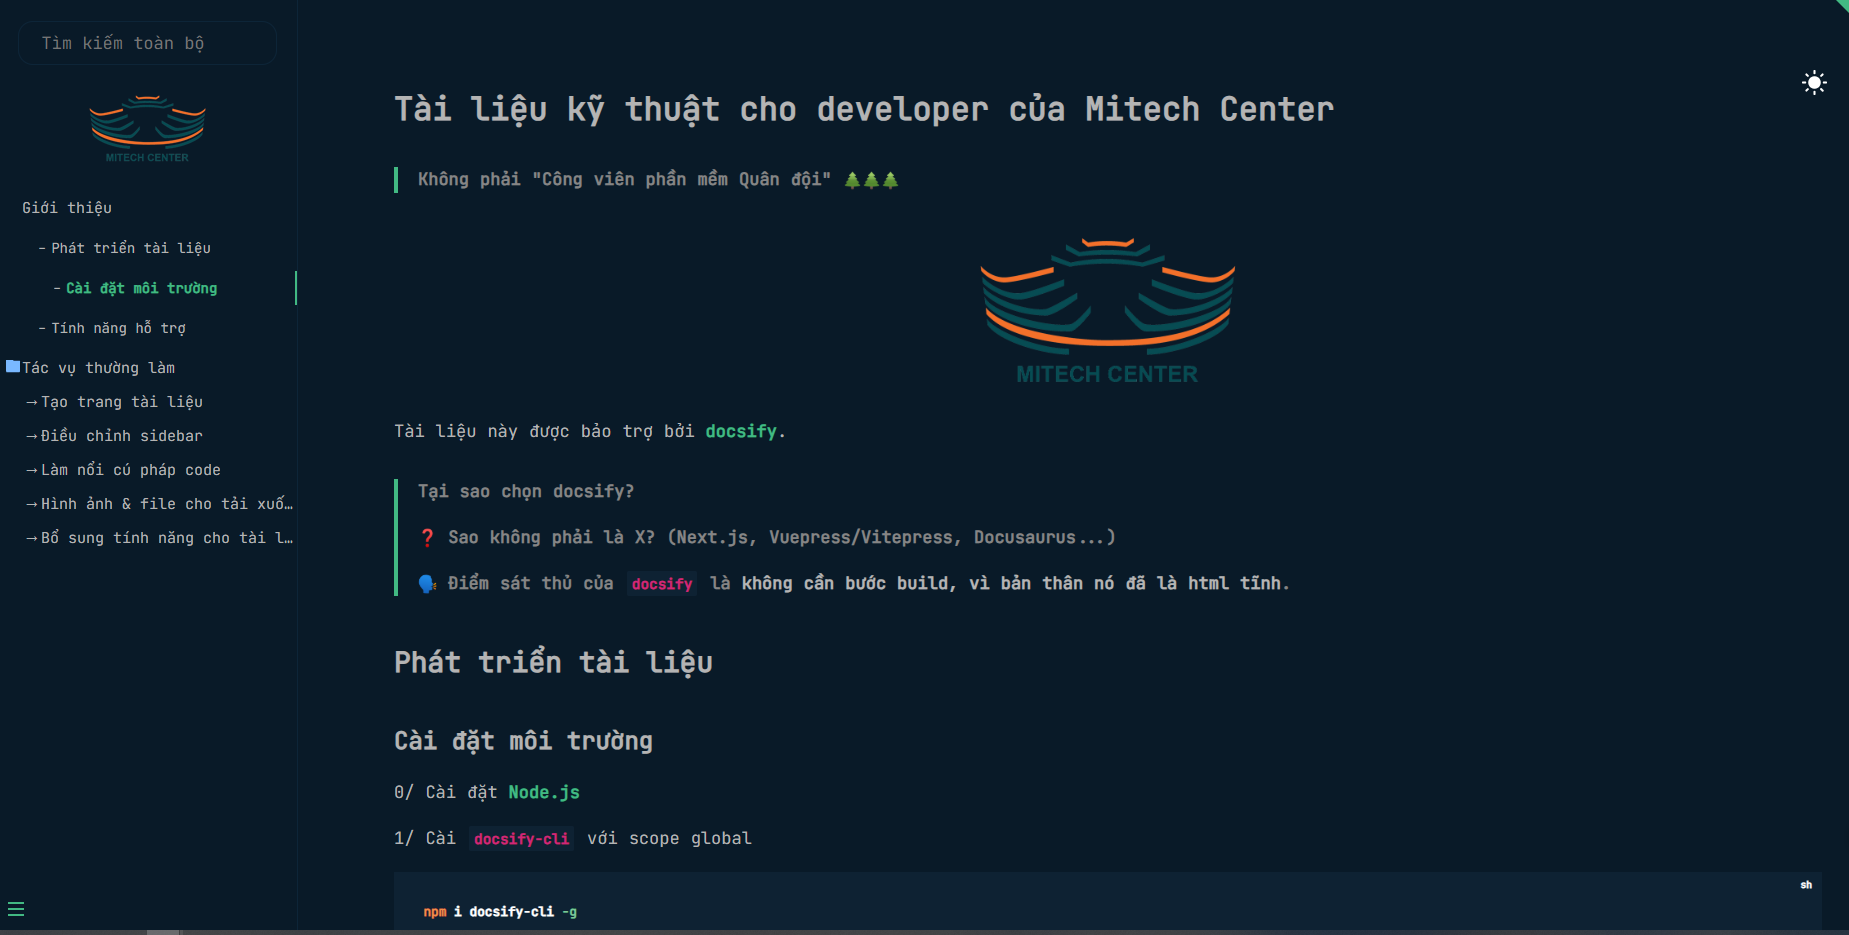 Tìm kiếm toàn bộ
MITECH CENTER
Giới thiệu
- Phát triển tài liệu
- Cài đặt môi trường
- Tính năng hỗ trợ
Tác vụ thường làm
→Tạo trang tài liệu
→Điều chỉnh sidebar
→Làm nổi cú pháp code
→Hình ảnh & file cho tải xuố…
→Bổ sung tính năng cho tài l…
Tài liệu kỹ thuật cho developer của Mitech Center
Không phải "Công viên phần mềm Quân đội" 🌲🌲🌲
MITECH CENTER
Tài liệu này được bảo trợ bởi docsify.
Tại sao chọn docsify?
❓ Sao không phải là X? (Next.js, Vuepress/Vitepress, Docusaurus...)
🗣️ Điểm sát thủ của docsify là không cần bước build, vì bản thân nó đã là html tĩnh.
Phát triển tài liệu
Cài đặt môi trường
0/ Cài đặt Node.js
1/ Cài docsify-cli với scope global
sh
npm i docsify-cli -g